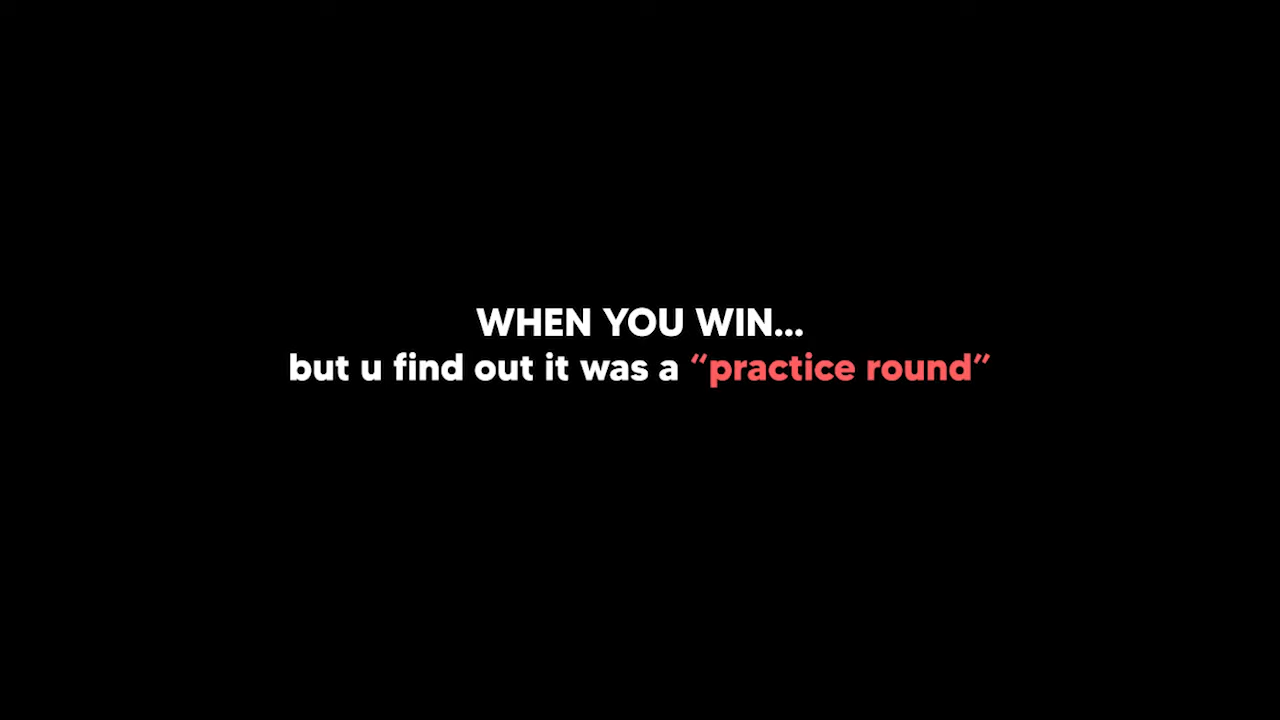 WHEN YOU WIN...
but u find out it was a “practice round”